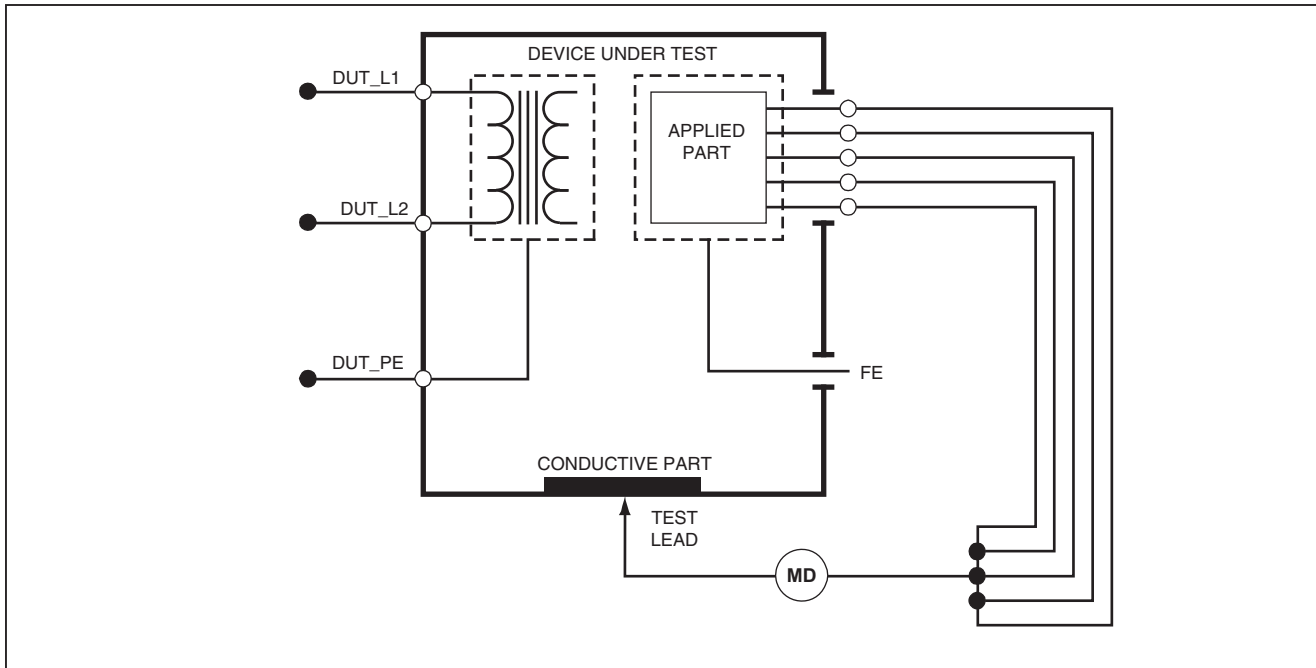 DEVICE UNDER TEST
DUT_L1
APPLIED
PART
DUT_L2
DUT_PE
FE
CONDUCTIVE PART
TEST
LEAD
MD